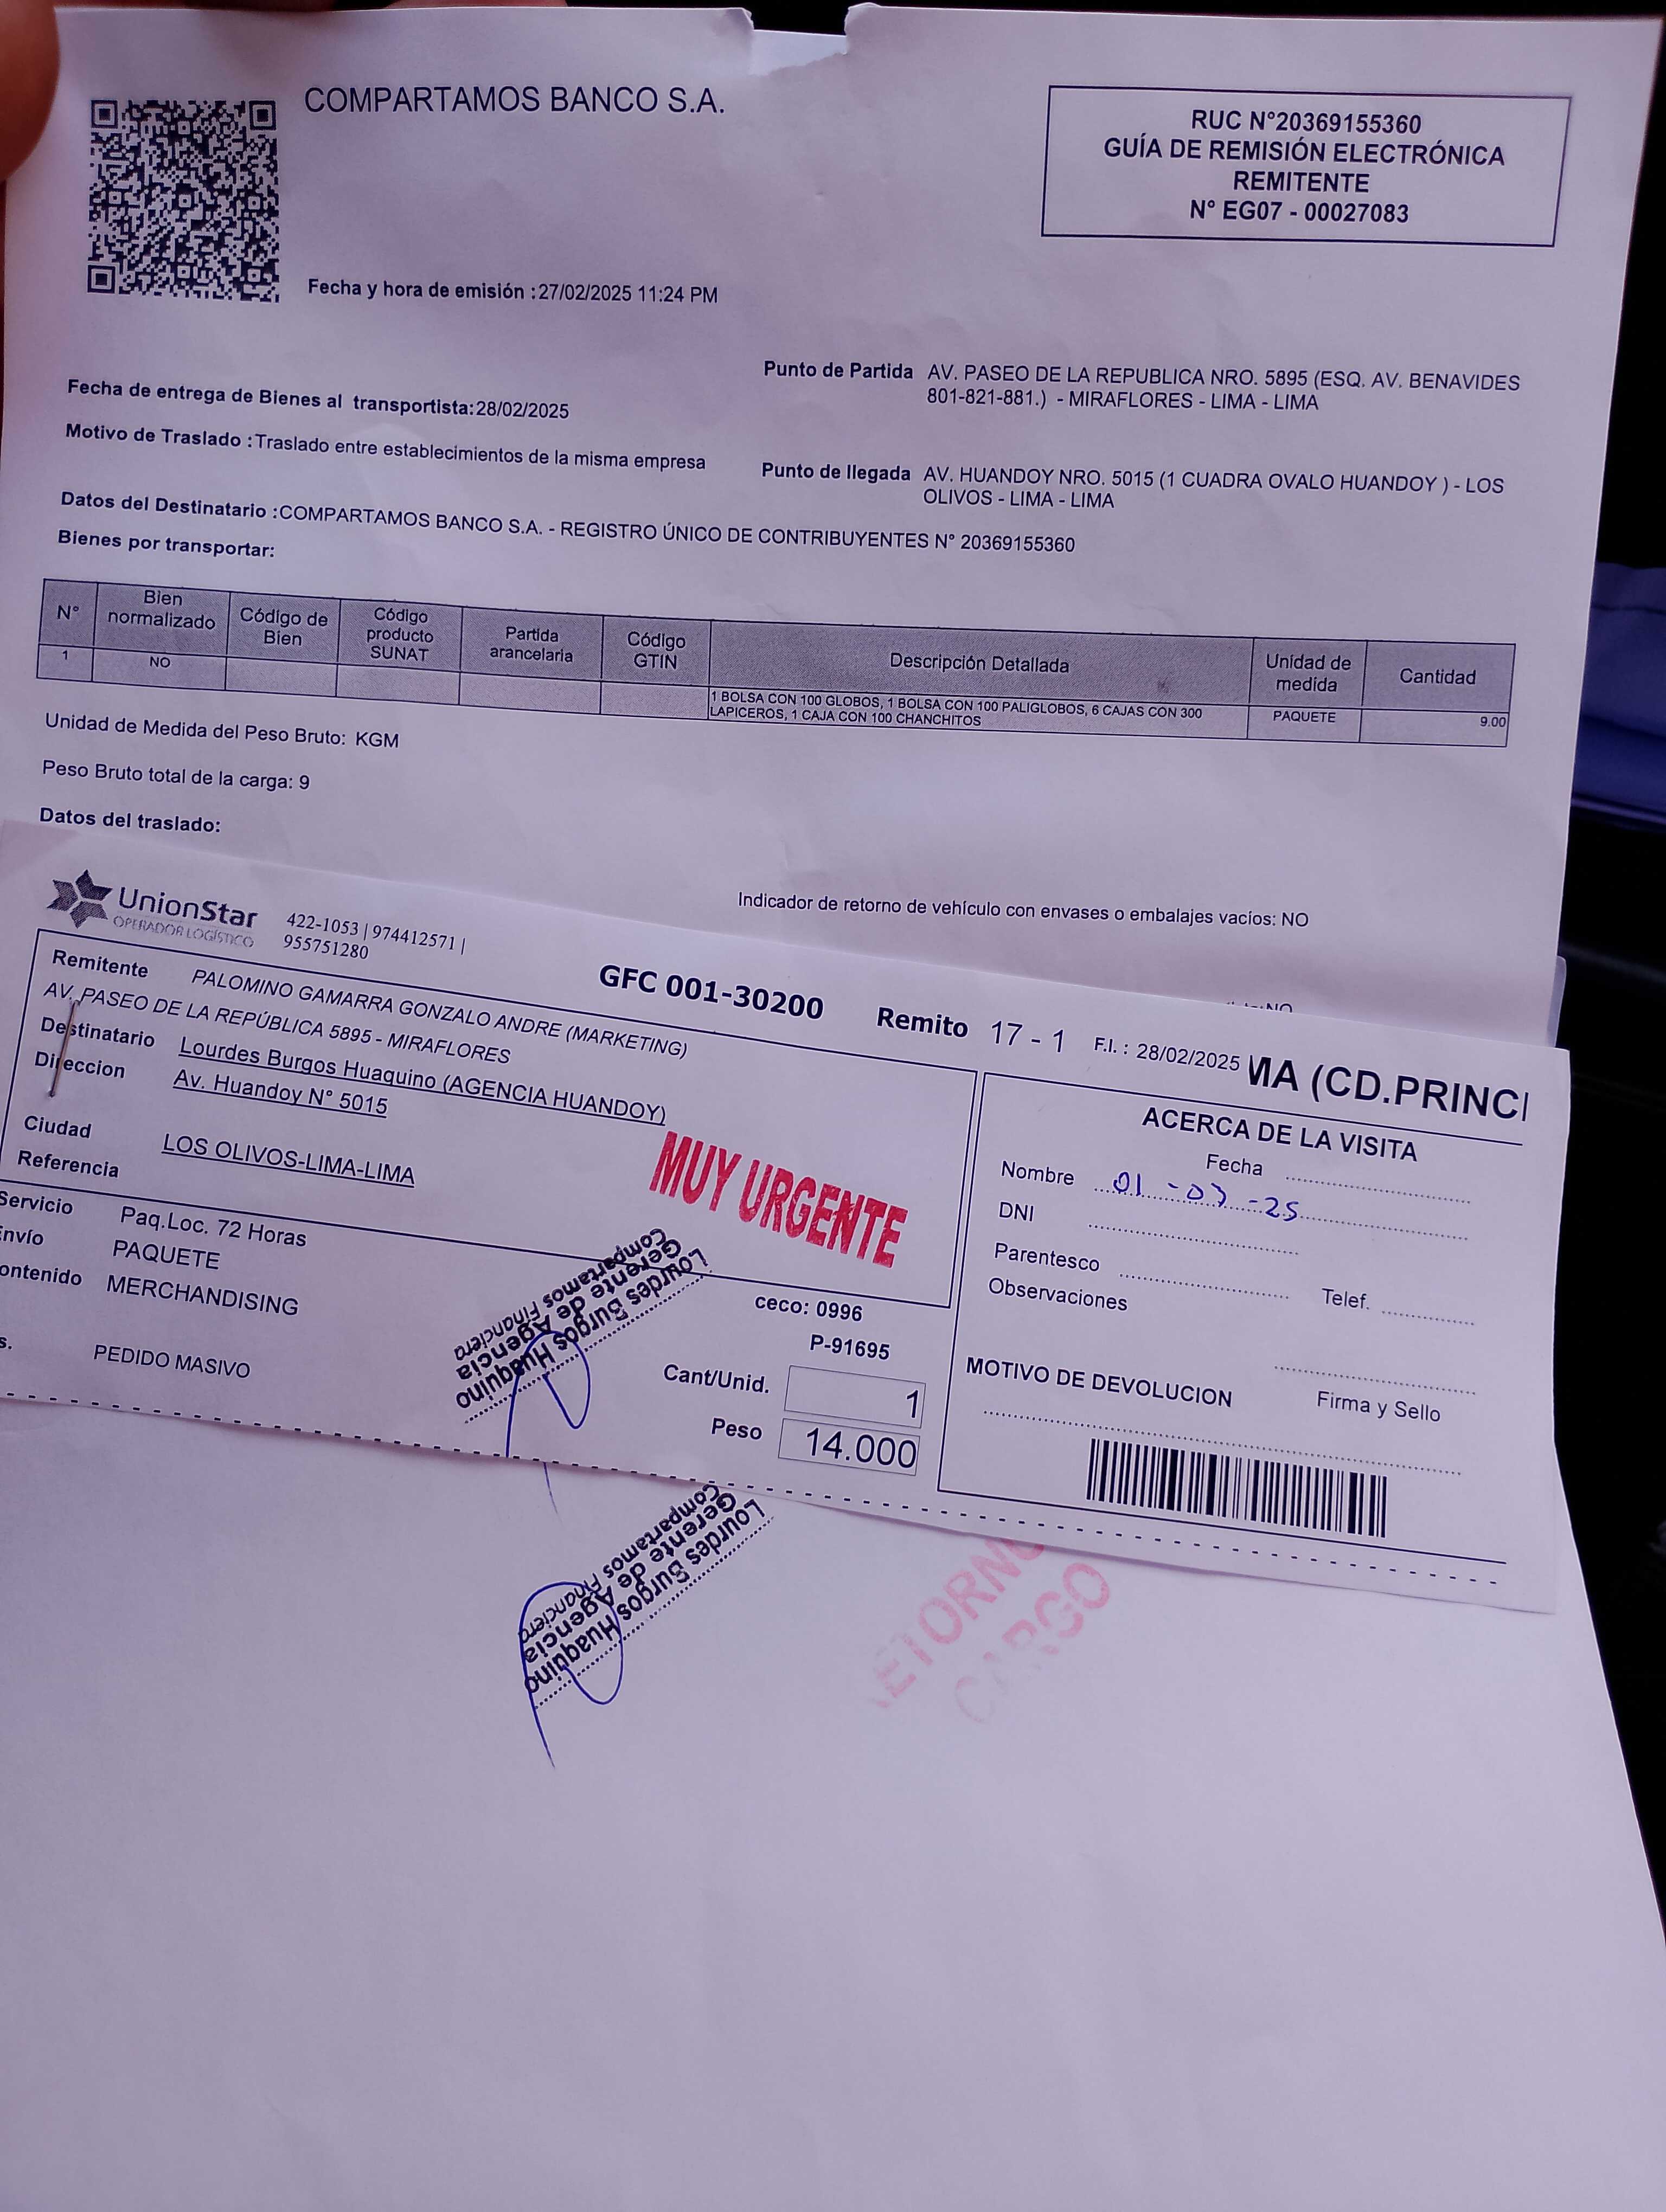 COMPARTAMOS BANCO S.A.
RUC N°20369155360
GUÍA DE REMISIÓN ELECTRÓNICA
REMITENTE
N° EG07 - 00027083
Fecha y hora de emisión :27/02/2025 11:24 PM
Fecha de entrega de Bienes al transportista:28/02/2025
Motivo de Traslado :Traslado entre establecimientos de la misma empresa
Punto de Partida AV. PASEO DE LA REPUBLICA NRO. 5895 (ESQ. AV. BENAVIDES
801-821-881.) - MIRAFLORES - LIMA - LIMA
Punto de llegada AV. HUANDOY NRO. 5015 (1 CUADRA OVALO HUANDOY ) - LOS
OLIVOS - LIMA - LIMA
Datos del Destinatario :COMPARTAMOS BANCO S.A. - REGISTRO ÚNICO DE CONTRIBUYENTES N° 20369155360
Bienes por transportar:
N° Bien normalizado Código de Bien Código producto SUNAT Partida arancelaria Código GTIN Descripción Detallada Unidad de medida Cantidad
1 NO 1 BOLSA CON 100 GLOBOS, 1 BOLSA CON 100 PALIGLOBOS, 6 CAJAS CON 300
LAPICEROS, 1 CAJA CON 100 CHANCHITOS PAQUETE 9.00
Unidad de Medida del Peso Bruto: KGM
Peso Bruto total de la carga: 9
Datos del traslado:
Indicador de retorno de vehículo con envases o embalajes vacíos: NO
NO
UnionStar
OPERADOR LOGÍSTICO
422-1053 | 974412571 |
955751280
GFC 001-30200
Remito 17 - 1
F.I. : 28/02/2025
MA (CD.PRINCI
Remitente PALOMINO GAMARRA GONZALO ANDRE (MARKETING)
AV. PASEO DE LA REPÚBLICA 5895 - MIRAFLORES
Destinatario Lourdes Burgos Huaquino (AGENCIA HUANDOY)
Direccion Av. Huandoy N° 5015
Ciudad LOS OLIVOS-LIMA-LIMA
Referencia
MUY URGENTE
Servicio Paq.Loc. 72 Horas
Envío PAQUETE
ontenido MERCHANDISING
s. PEDIDO MASIVO
Lourdes Burgos Huaquino
Gerente de Agencia
Compartamos Financiera
ceco: 0996
P-91695
Cant/Unid. 1
Peso 14.000
ACERCA DE LA VISITA
Fecha
Nombre 01-03-25
DNI
Parentesco
Telef.
Observaciones
MOTIVO DE DEVOLUCION
Firma y Sello
Lourdes Burgos Huaquino
Gerente de Agencia
Compartamos Financiera
ETORNO
CARGO